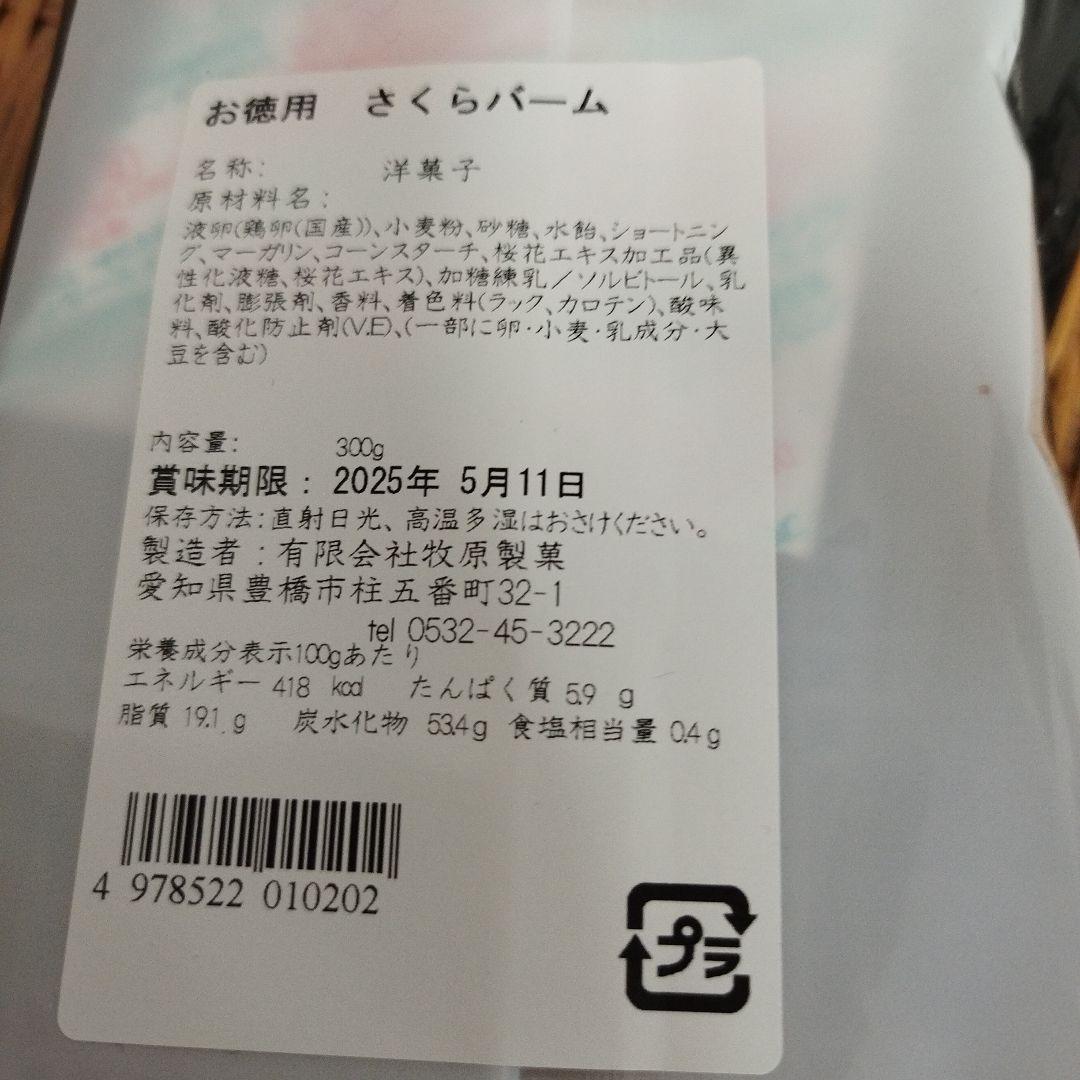 お徳用　さくらバーム
名称:　洋菓子
原材料名:
液卵(鶏卵(国産))、小麦粉、砂糖、水飴、ショートニン
グ、マーガリン、コーンスターチ、桜花エキス加工品(異
性化液糖、桜花エキス)、加糖練乳／ソルビトール、乳
化剤、膨張剤、香料、着色料(ラック、カロテン)、酸味
料、酸化防止剤(V.E)、(一部に卵・小麦・乳成分・大
豆を含む)
内容量:　300g
賞味期限：2025年 5月11日
保存方法:直射日光、高温多湿はおさけください。
製造者：有限会社牧原製菓
愛知県豊橋市柱五番町32-1
tel 0532-45-3222
栄養成分表示100gあたり
エネルギー 418 kcal　たんぱく質 5.9 g
脂質 19.1 g　炭水化物 53.4g 食塩相当量 0.4g
4 978522 010202
プラ